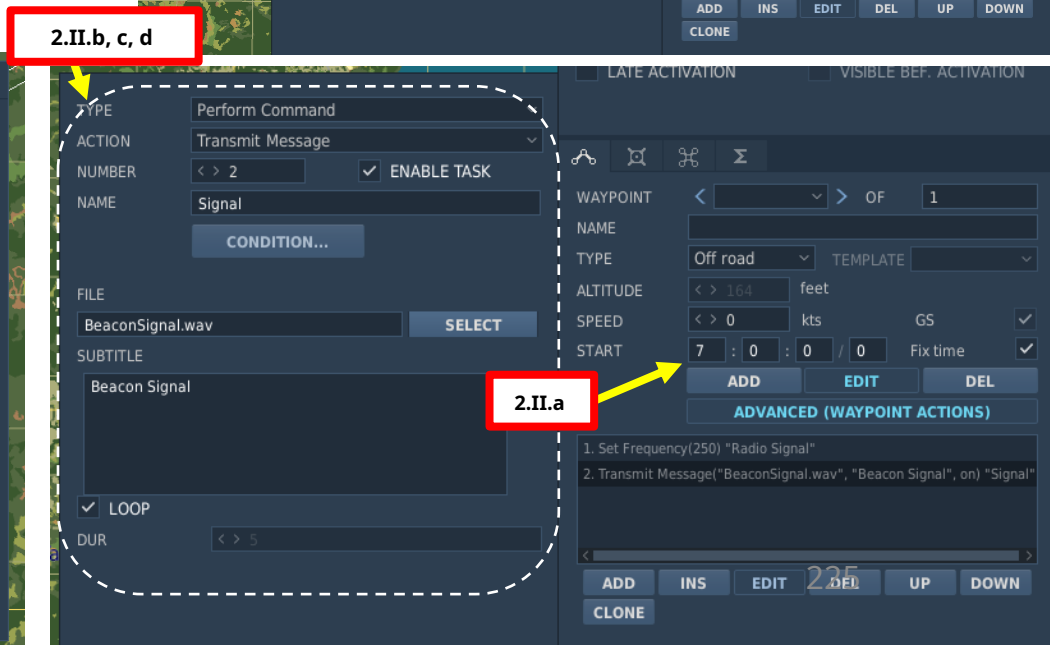 ADD INS EDIT DEL UP DOWN
CLONE
2.II.b, c, d
LATE ACTIVATION VISIBLE BEF. ACTIVATION
TYPE Perform Command
ACTION Transmit Message
NUMBER < > 2 ENABLE TASK
NAME Signal
CONDITION...
FILE
BeaconSignal.wav SELECT
SUBTITLE
Beacon Signal
LOOP
DUR < > 5
Σ
WAYPOINT < > OF 1
NAME
TYPE Off road TEMPLATE
ALTITUDE < > 164 feet
SPEED < > 0 kts GS
START 7 : 0 : 0 / 0 Fix time
2.II.a
ADD EDIT DEL
ADVANCED (WAYPOINT ACTIONS)
1. Set Frequency(250) "Radio Signal"
2. Transmit Message("BeaconSignal.wav", "Beacon Signal", on) "Signal"
ADD INS EDIT DEL UP DOWN
225
CLONE
a